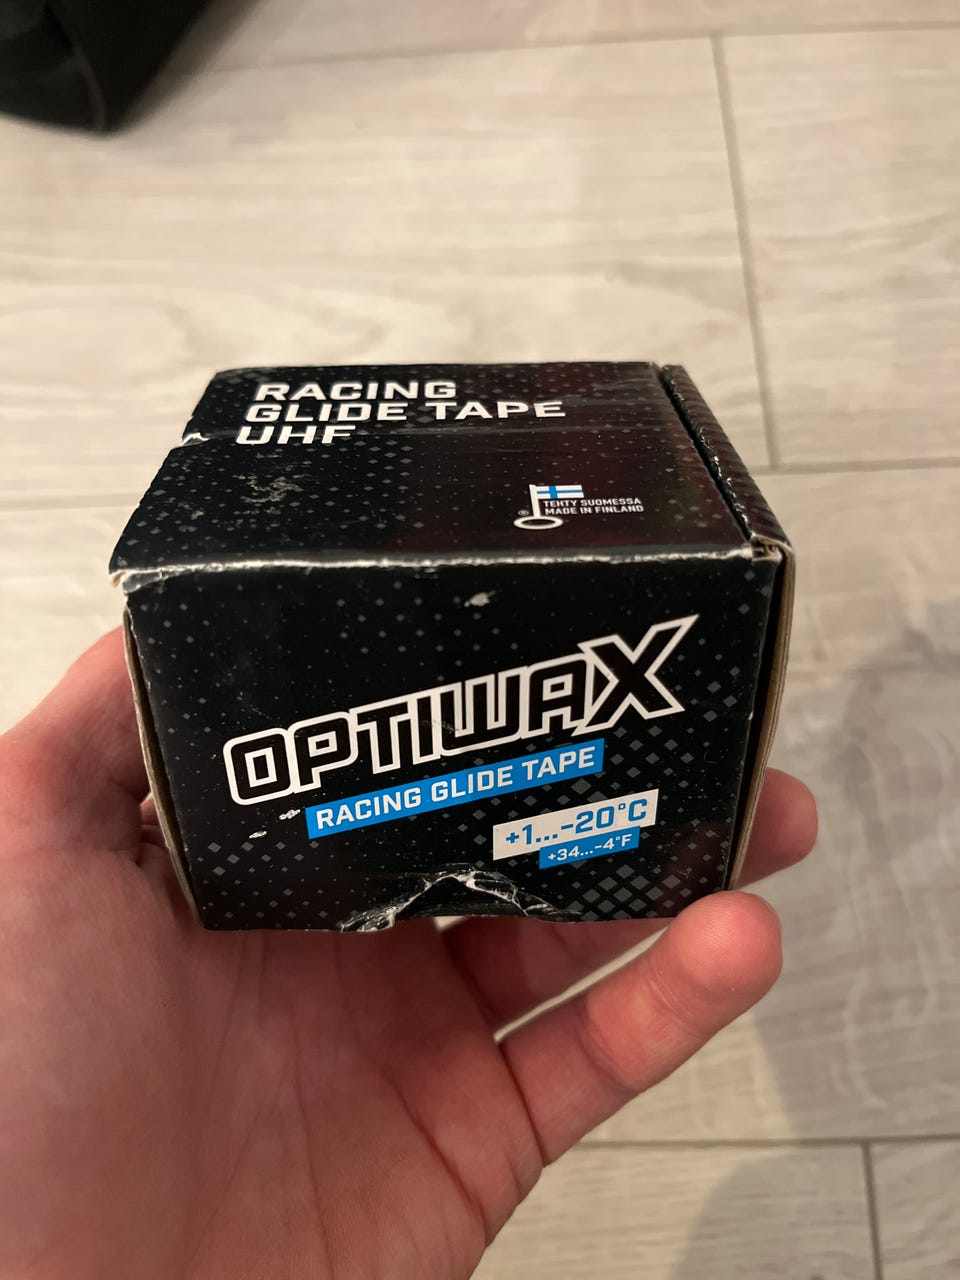 RACING
GLIDE TAPE
UHF
®
TEHTY SUOMESSA
MADE IN FINLAND
OPTIWAX
RACING GLIDE TAPE
+1...-20°C
+34...-4°F